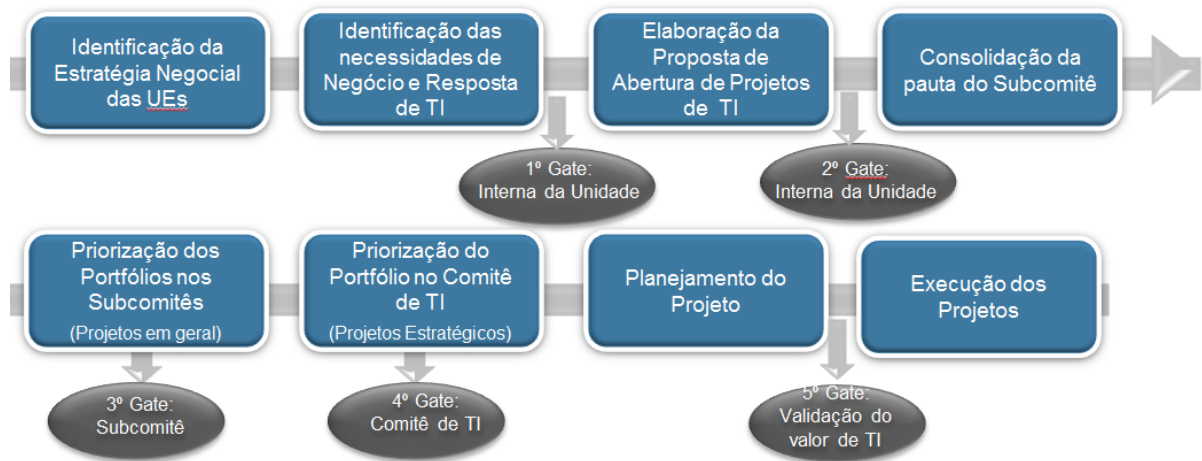 Identificação da
Estratégia Negocial
das UEs
Identificação das
necessidades de
Negócio e Resposta
de TI
Elaboração da
Proposta de
Abertura de Projetos
de TI
Consolidação da
pauta do Subcomitê
1º Gate:
Interna da Unidade
2º Gate:
Interna da Unidade
Priorização dos
Portfólios nos
Subcomitês
(Projetos em geral)
Priorização do
Portfólio no Comitê
de TI
(Projetos Estratégicos)
Planejamento do
Projeto
Execução dos
Projetos
3º Gate:
Subcomitê
4º Gate:
Comitê de TI
5º Gate:
Validação do
valor de TI